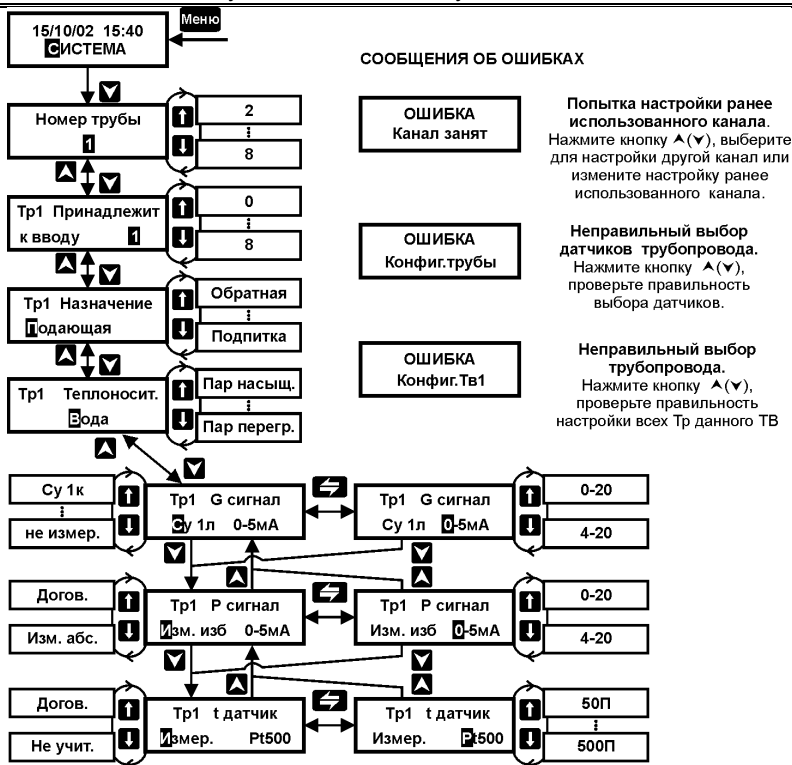 Меню
15/10/02 15:40
СИСТЕМА
Номер трубы
1
2
8
Тр1 Принадлежит
к вводу 1
0
8
Тр1 Назначение
Подающая
Обратная
Подпитка
Тр1 Теплоносит.
Вода
Пар насыщ.
Пар перегр.
СООБЩЕНИЯ ОБ ОШИБКАХ
ОШИБКА
Канал занят
Попытка настройки ранее
использованного канала.
Нажмите кнопку ⮝(⮟), выберите
для настройки другой канал или
измените настройку ранее
использованного канала.
ОШИБКА
Конфиг.трубы
Неправильный выбор
датчиков трубопровода.
Нажмите кнопку ⮝(⮟),
проверьте правильность
выбора датчиков.
ОШИБКА
Конфиг.Тв1
Неправильный выбор
трубопровода.
Нажмите кнопку ⮝(⮟),
проверьте правильность
настройки всех Тр данного ТВ
Су 1к
не измер.
Тр1 G сигнал
Су 1л 0-5мА
Тр1 G сигнал
Су 1л 0-5мА
0-20
4-20
Догов.
Изм. абс.
Тр1 P сигнал
Изм. изб 0-5мА
Тр1 P сигнал
Изм. изб 0-5мА
0-20
4-20
Догов.
Не учит.
Тр1 t датчик
Измер. Pt500
Тр1 t датчик
Измер. Pt500
50П
500П